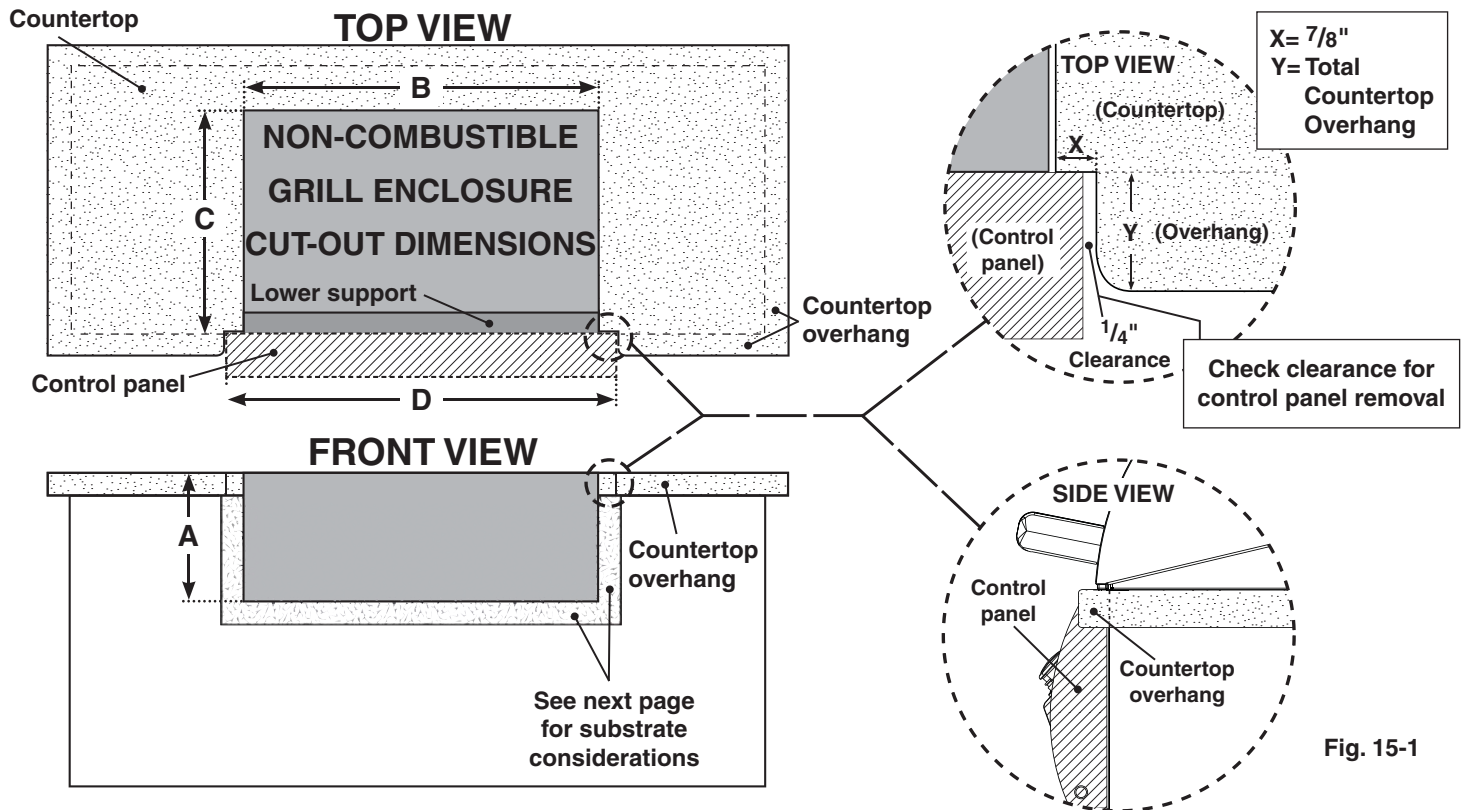 Countertop
TOP VIEW
B
C
NON-COMBUSTIBLE
GRILL ENCLOSURE
CUT-OUT DIMENSIONS
Lower support
Countertop
overhang
Control panel
D
TOP VIEW
(Countertop)
X
(Control
panel)
Y
(Overhang)
1/4"
Clearance
X= 7/8"
Y= Total
Countertop
Overhang
Check clearance for
control panel removal
FRONT VIEW
A
Countertop
overhang
See next page
for substrate
considerations
SIDE VIEW
Control
panel
Countertop
overhang
Fig. 15-1